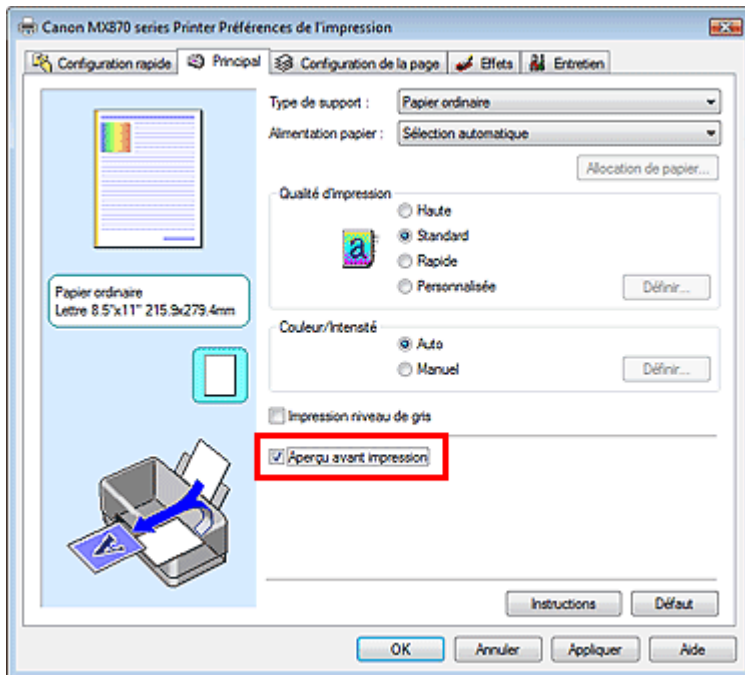 Canon MX870 series Printer Préférences de l'impression
Configuration rapide
Principal
Configuration de la page
Effets
Entretien
Type de support :
Papier ordinaire
Alimentation papier :
Sélection automatique
Allocation de papier...
Qualité d'impression
Haute
Standard
Rapide
Personnalisée
Définir...
Papier ordinaire
Lettre 8.5"x11" 215.9x279.4mm
Couleur/Intensité
Auto
Manuel
Définir...
Impression niveau de gris
Aperçu avant impression
Instructions
Défaut
OK
Annuler
Appliquer
Aide